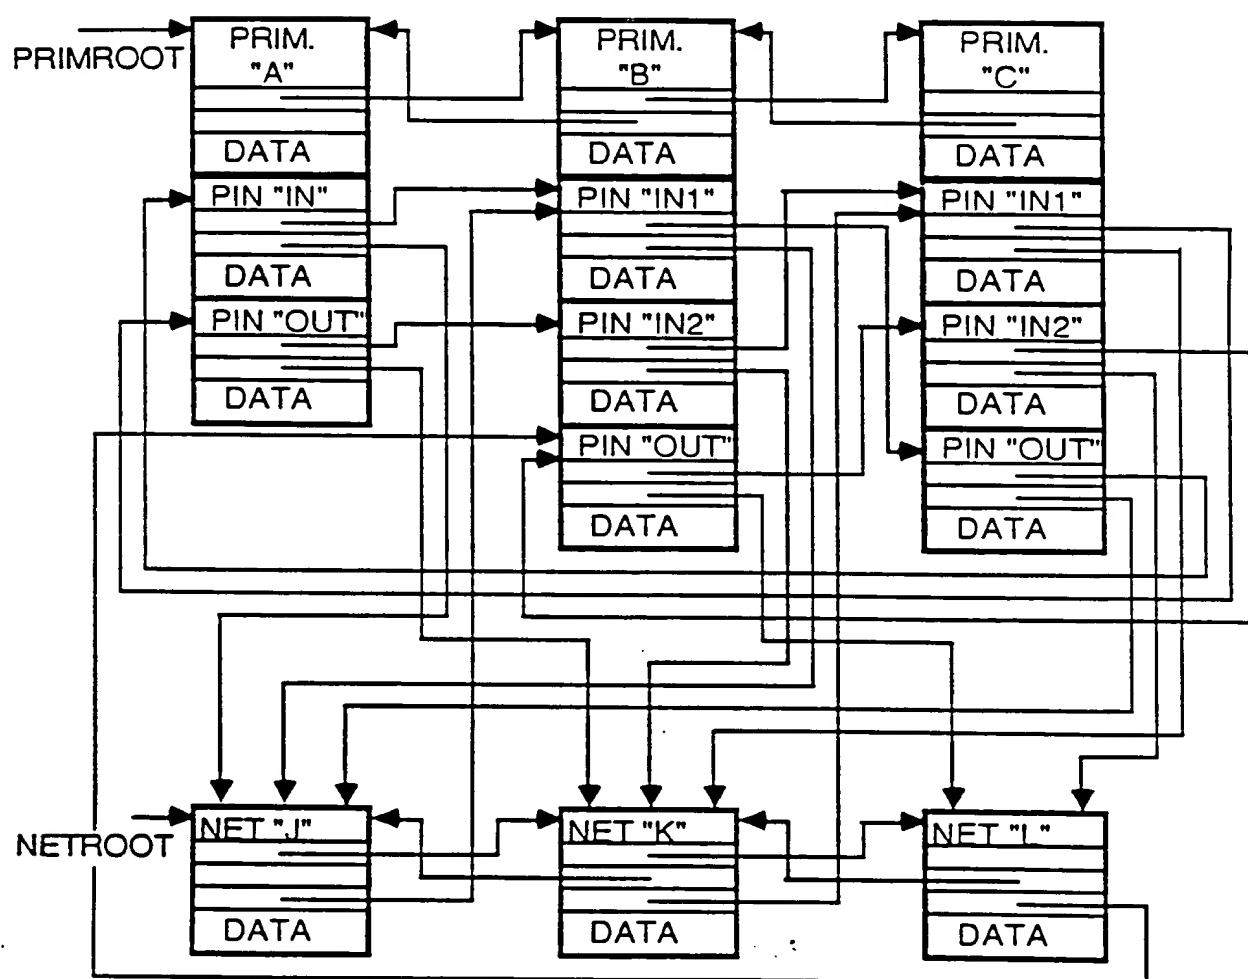 PRIMROOT
PRIM.
"A"
DATA
PIN "IN"
DATA
PIN "OUT"
DATA
PRIM.
"B"
DATA
PIN "IN1"
DATA
PIN "IN2"
DATA
PIN "OUT"
DATA
PRIM.
"C"
DATA
PIN "IN1"
DATA
PIN "IN2"
DATA
PIN "OUT"
DATA
NETROOT
NET "J"
DATA
NET "K"
DATA
NET "L"
DATA